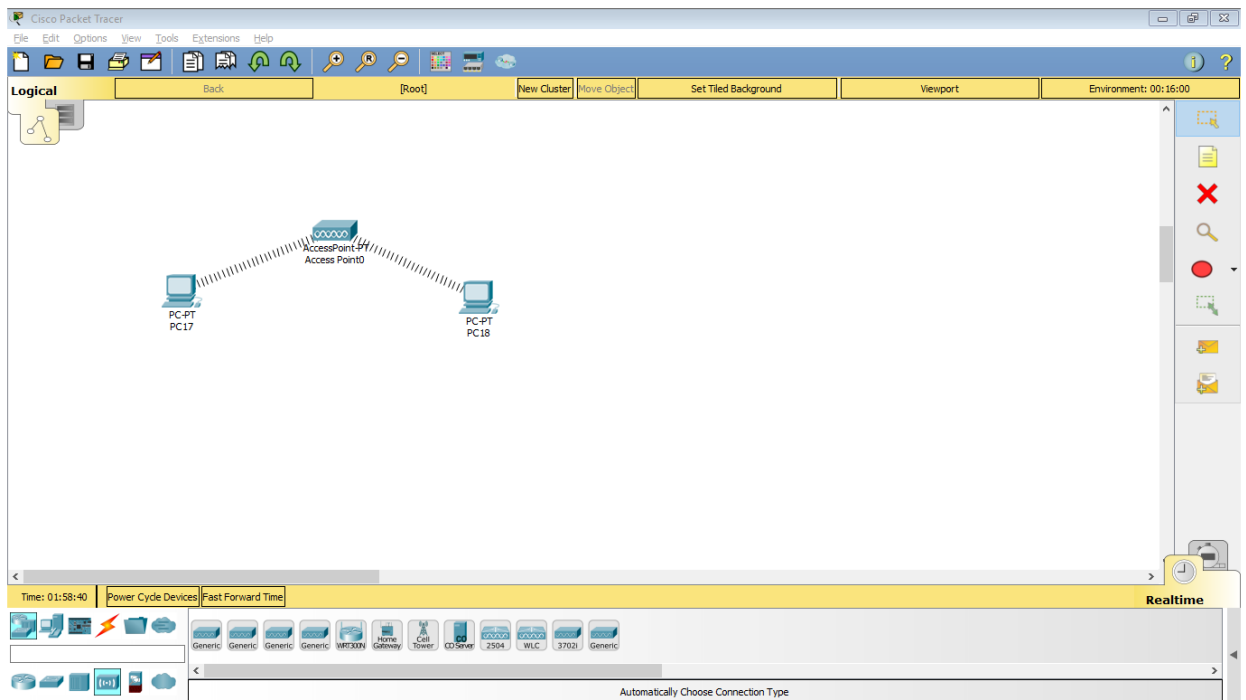 Cisco Packet Tracer
File Edit Options View Tools Extensions Help
Logical Back [Root] New Cluster Move Object Set Tiled Background Viewport Environment: 00:16:00
AccessPoint-PT
Access Point0
PC-PT
PC17
PC-PT
PC18
Time: 01:58:40 Power Cycle Devices Fast Forward Time Realtime
Generic Generic Generic Generic WRT300N Home Gateway Cell Tower CO Server 2504 WLC 3702i Generic
Automatically Choose Connection Type